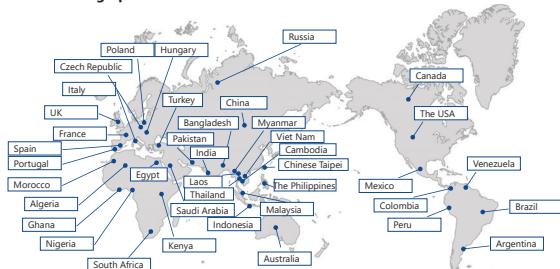 Russia
Poland
Hungary
Czech Republic
Italy
Turkey
UK
China
Canada
Bangladesh
Myanmar
The USA
France
Pakistan
Viet Nam
Spain
India
Cambodia
Portugal
Chinese Taipei
Morocco
Egypt
Laos
The Philippines
Mexico
Venezuela
Algeria
Thailand
Colombia
Saudi Arabia
Malaysia
Brazil
Ghana
Indonesia
Peru
Nigeria
Kenya
Argentina
South Africa
Australia